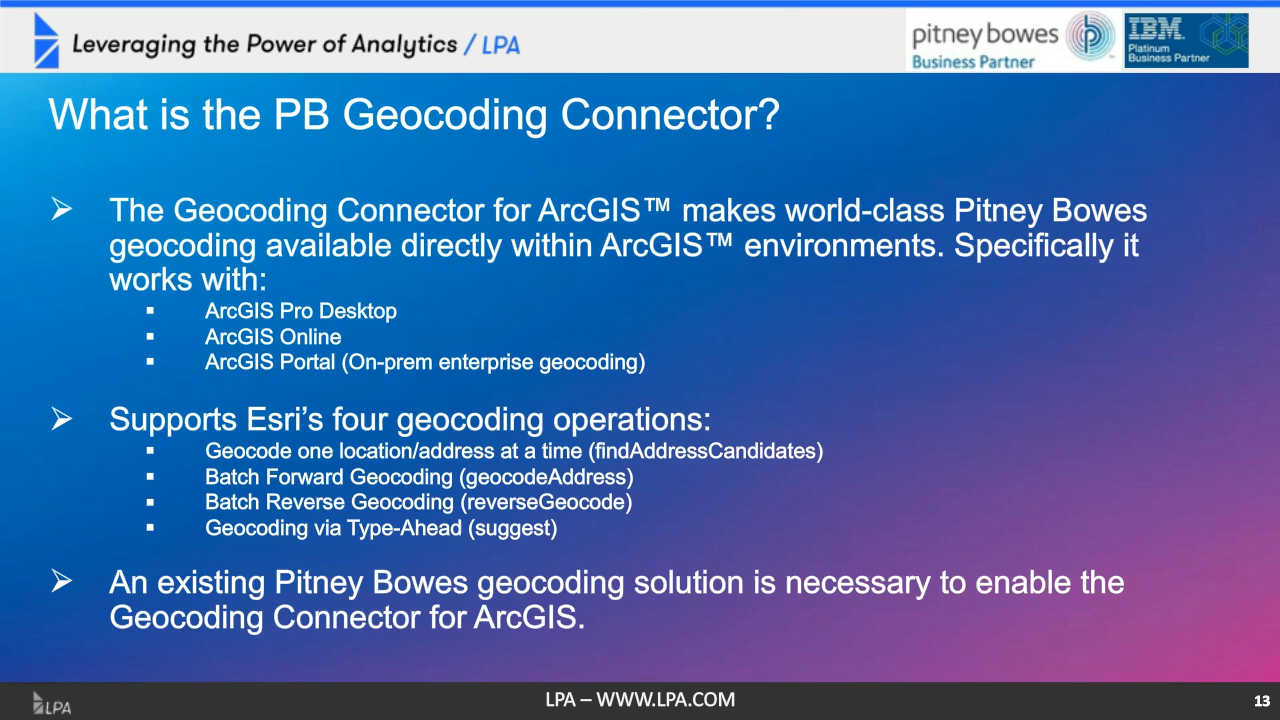 Leveraging the Power of Analytics / LPA
pitney bowes
Business Partner
IBM
Platinum
Business Partner
What is the PB Geocoding Connector?
➢ The Geocoding Connector for ArcGIS™ makes world-class Pitney Bowes
geocoding available directly within ArcGIS™ environments. Specifically it
works with:
▪ ArcGIS Pro Desktop
▪ ArcGIS Online
▪ ArcGIS Portal (On-prem enterprise geocoding)
➢ Supports Esri's four geocoding operations:
▪ Geocode one location/address at a time (findAddressCandidates)
▪ Batch Forward Geocoding (geocodeAddress)
▪ Batch Reverse Geocoding (reverseGeocode)
▪ Geocoding via Type-Ahead (suggest)
➢ An existing Pitney Bowes geocoding solution is necessary to enable the
Geocoding Connector for ArcGIS.
LPA
LPA – WWW.LPA.COM
13